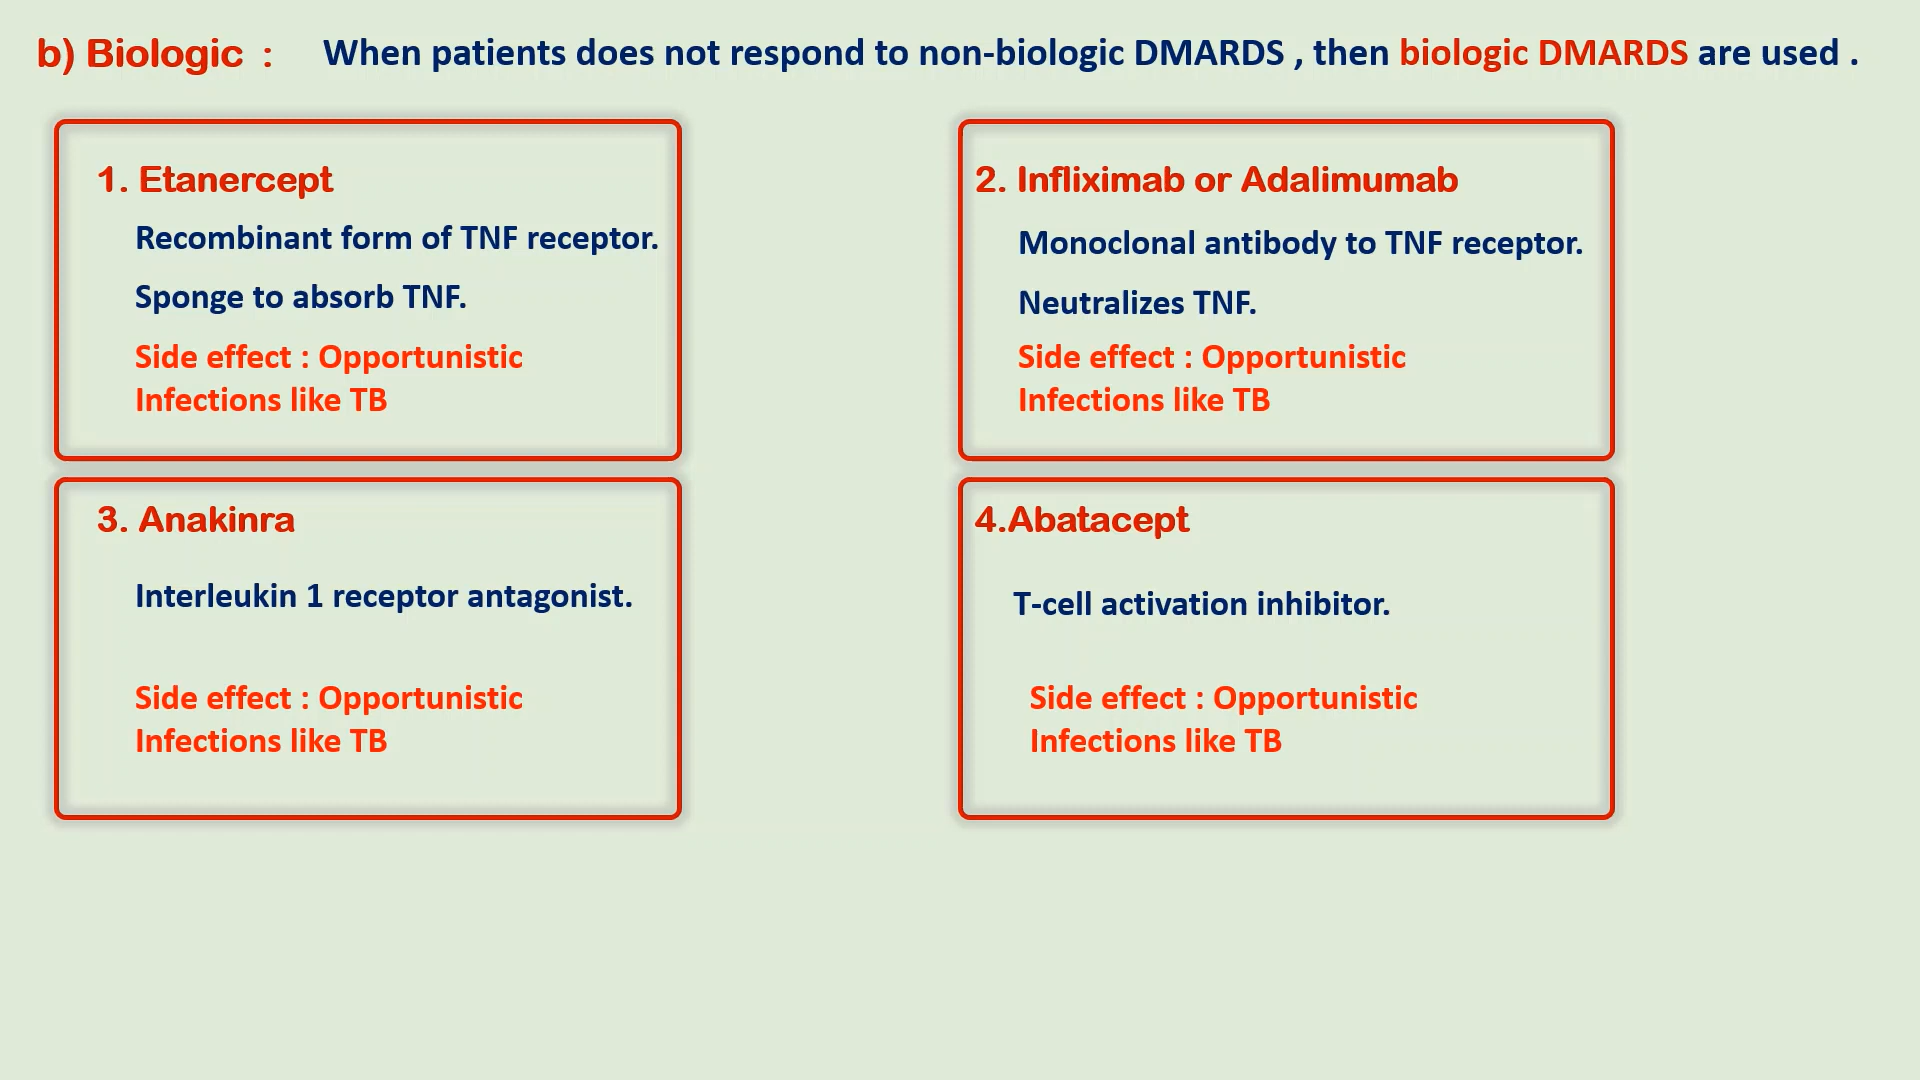 b) Biologic : When patients does not respond to non-biologic DMARDS , then biologic DMARDS are used .
1. Etanercept
Recombinant form of TNF receptor.
Sponge to absorb TNF.
Side effect : Opportunistic
Infections like TB
2. Infliximab or Adalimumab
Monoclonal antibody to TNF receptor.
Neutralizes TNF.
Side effect : Opportunistic
Infections like TB
3. Anakinra
Interleukin 1 receptor antagonist.
Side effect : Opportunistic
Infections like TB
4.Abatacept
T-cell activation inhibitor.
Side effect : Opportunistic
Infections like TB